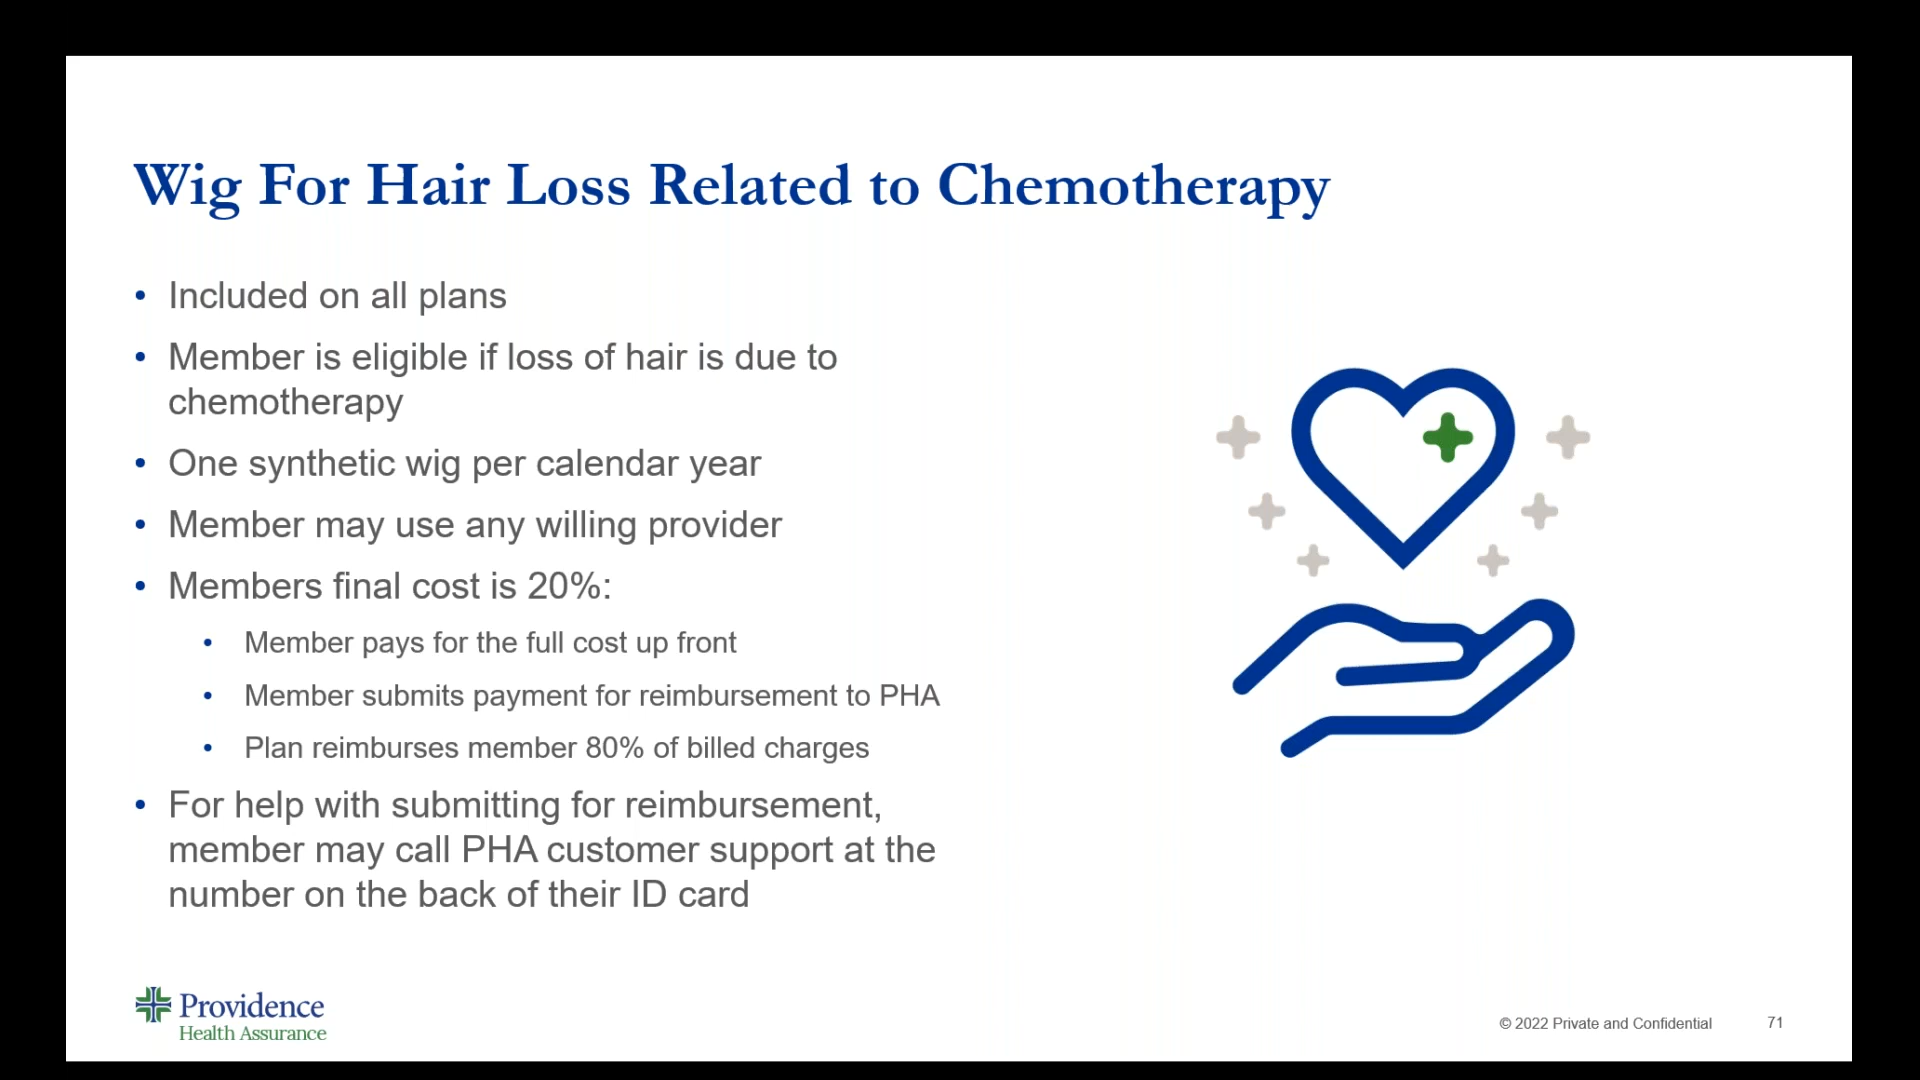 Wig For Hair Loss Related to Chemotherapy
• Included on all plans
• Member is eligible if loss of hair is due to
chemotherapy
• One synthetic wig per calendar year
• Member may use any willing provider
• Members final cost is 20%:
• Member pays for the full cost up front
• Member submits payment for reimbursement to PHA
• Plan reimburses member 80% of billed charges
• For help with submitting for reimbursement,
member may call PHA customer support at the
number on the back of their ID card
Providence
Health Assurance
© 2022 Private and Confidential 71